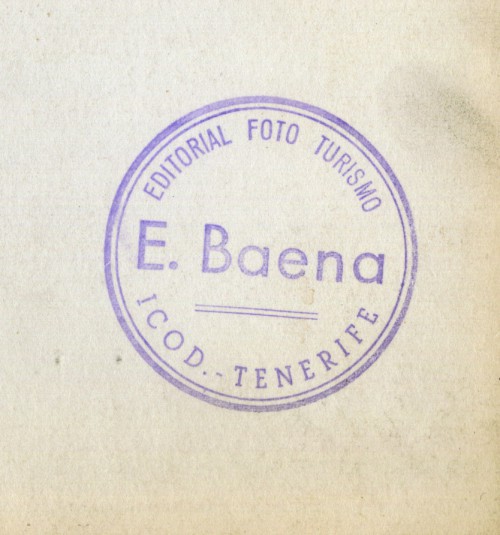 EDITORIAL FOTO TURISMO
E. Baena
ICOD.-TENERIFE